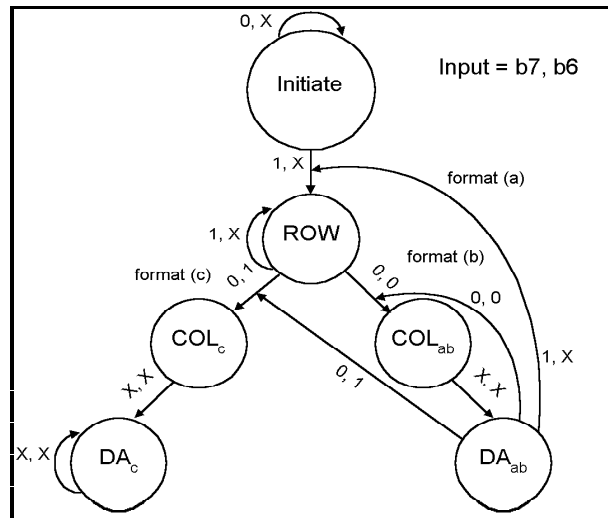 0, X
Initiate
Input = b7, b6
1, X
format (a)
1, X
ROW
format (b)
format (c)
0, 1
0, 0
0, 0
COLc
COLab
1, X
0, 1
X, X
X, X
X, X
DAc
DAab